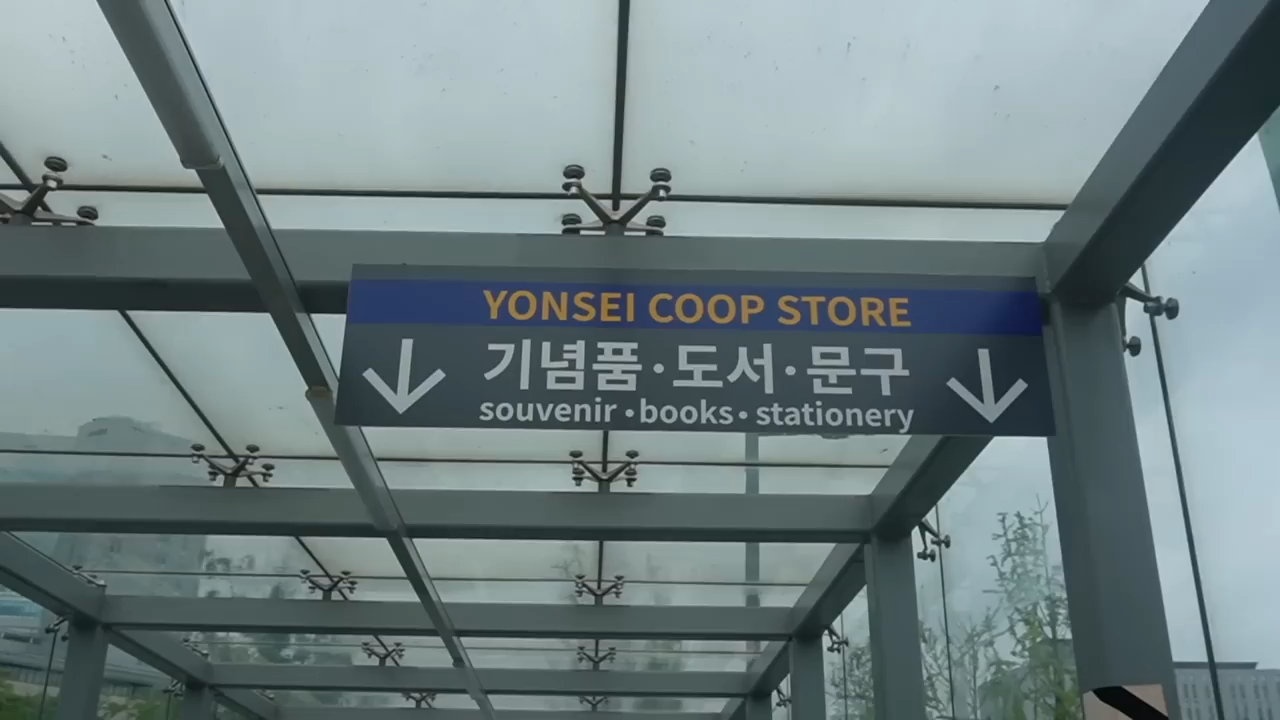 YONSEI COOP STORE
기념품·도서·문구
souvenir·books·stationery